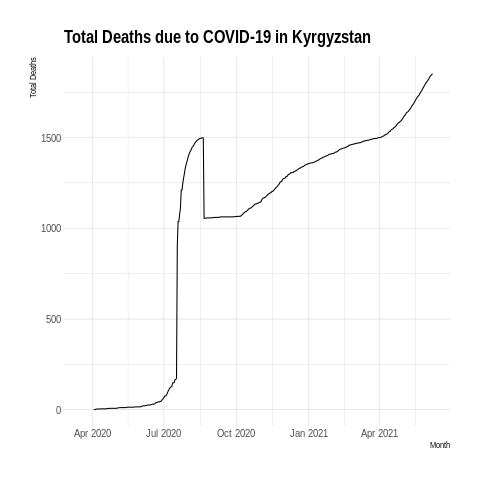 Total Deaths due to COVID-19 in Kyrgyzstan
Total Deaths
1500
1000
500
0
Apr 2020 Jul 2020 Oct 2020 Jan 2021 Apr 2021
Month